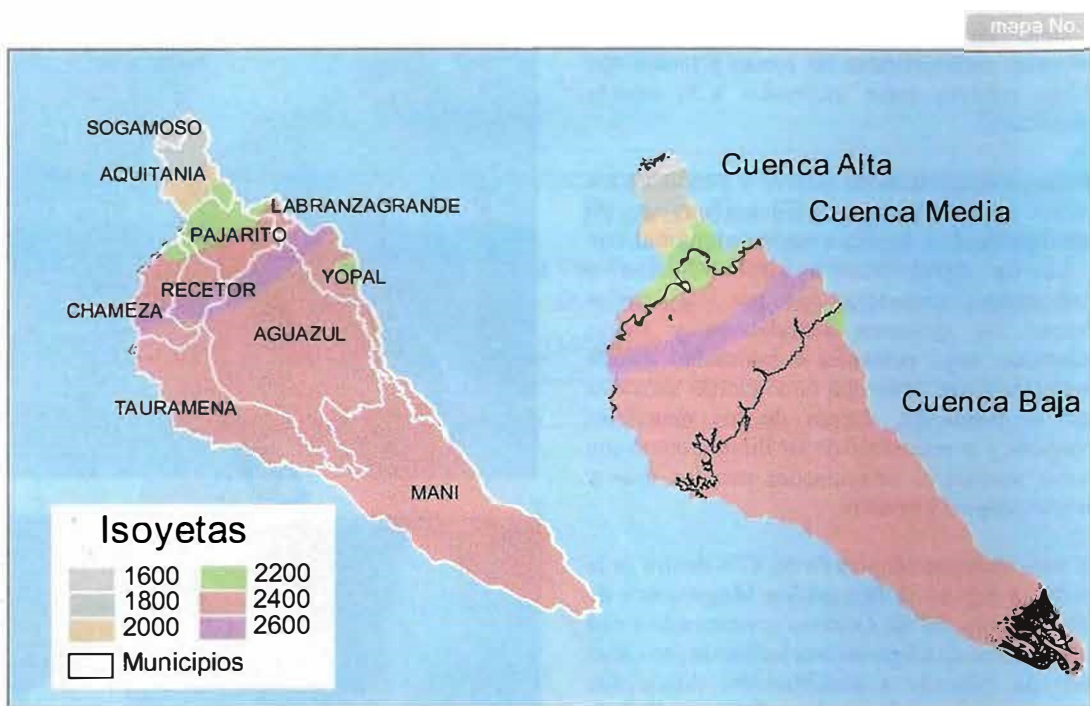 mapa No.
SOGAMOSO
AQUITANIA
LABRANZAGRANDE
PAJARITO
YOPAL
RECETOR
CHAMEZA
AGUAZUL
TAURAMENA
MANI
Cuenca Alta
Cuenca Media
Cuenca Baja
Isoyetas
1600 2200
1800 2400
2000 2600
Municipios